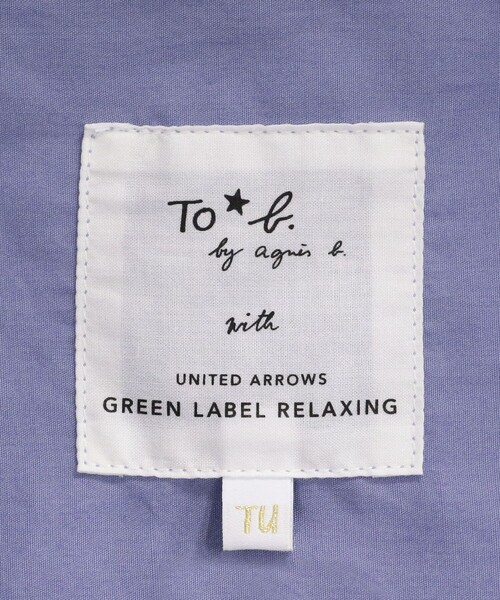 To★b.
by agnès b.
with
UNITED ARROWS
GREEN LABEL RELAXING
TU